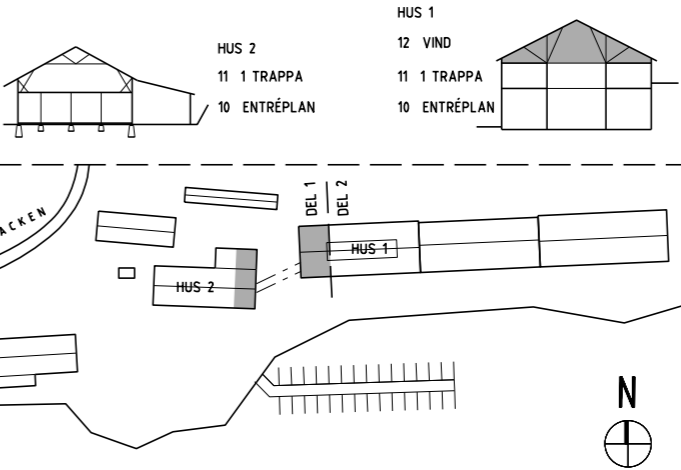 HUS 2
11 1 TRAPPA
10 ENTRÉPLAN
HUS 1
12 VIND
11 1 TRAPPA
10 ENTRÉPLAN
ACKEN
DEL 1
DEL 2
HUS 1
HUS 2
N